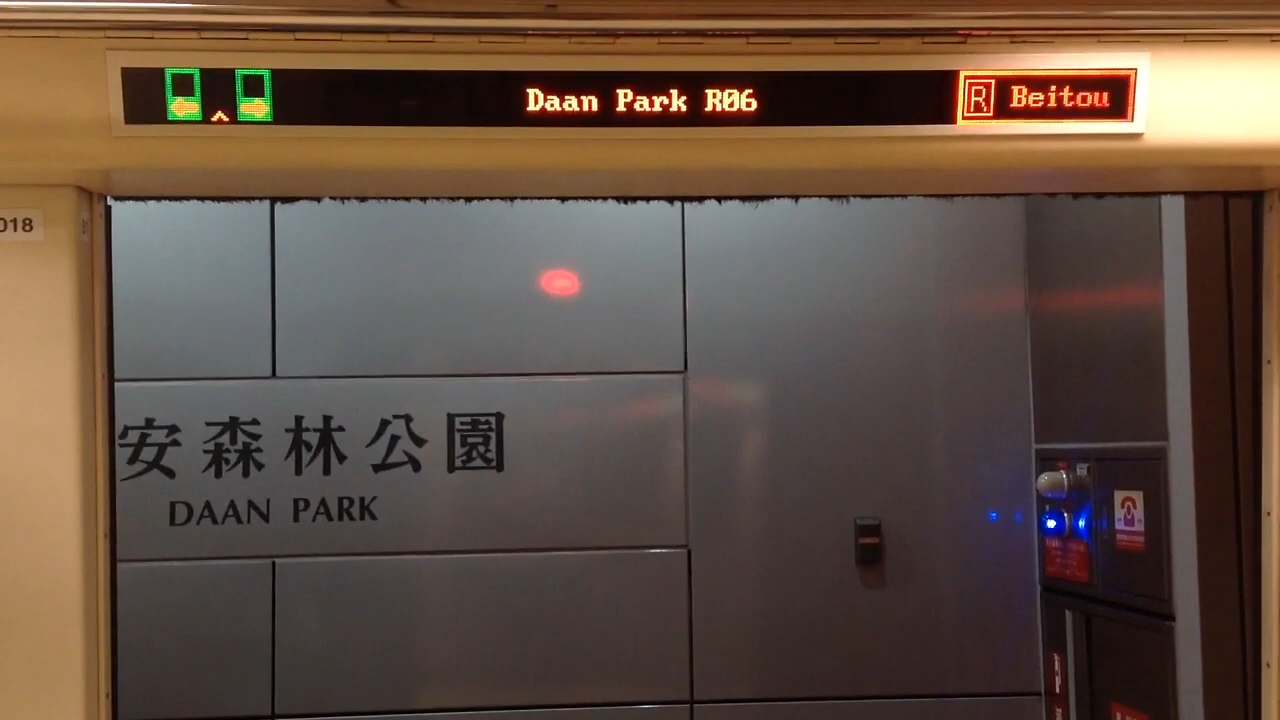 Daan Park R06
R Beitou
018
安森林公園
DAAN PARK